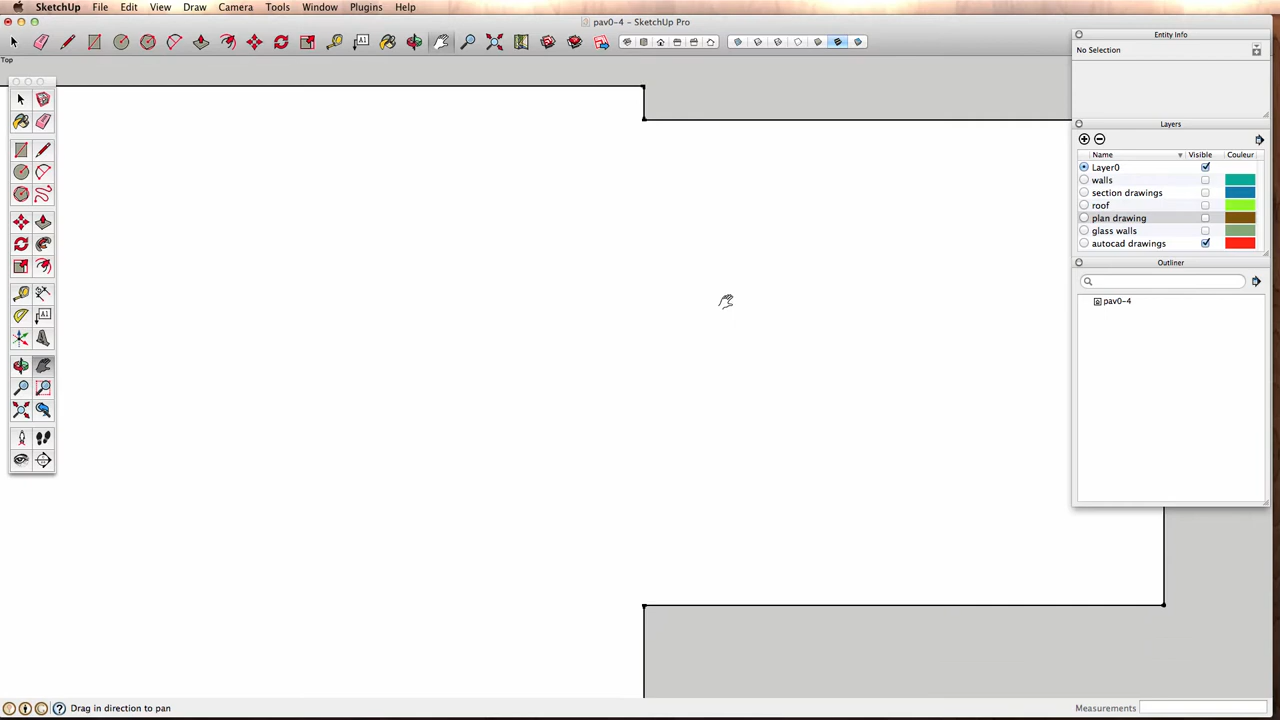 SketchUp File Edit View Draw Camera Tools Window Plugins Help
pav0-4 - SketchUp Pro
Top
A1
Entity Info
No Selection
Layers
Name Visible Couleur
Layer0
walls
section drawings
roof
plan drawing
glass walls
autocad drawings
Outliner
pav0-4
A1
Drag in direction to pan
Measurements